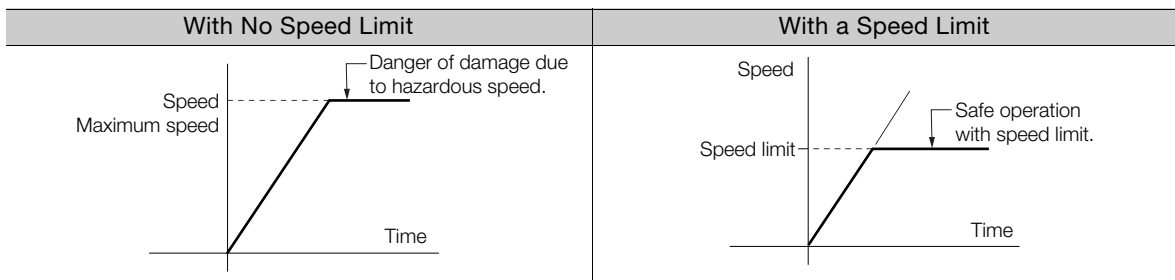 With No Speed Limit
With a Speed Limit
Danger of damage due
to hazardous speed.
Speed
Maximum speed
Time
Speed
Safe operation
with speed limit.
Speed limit
Time